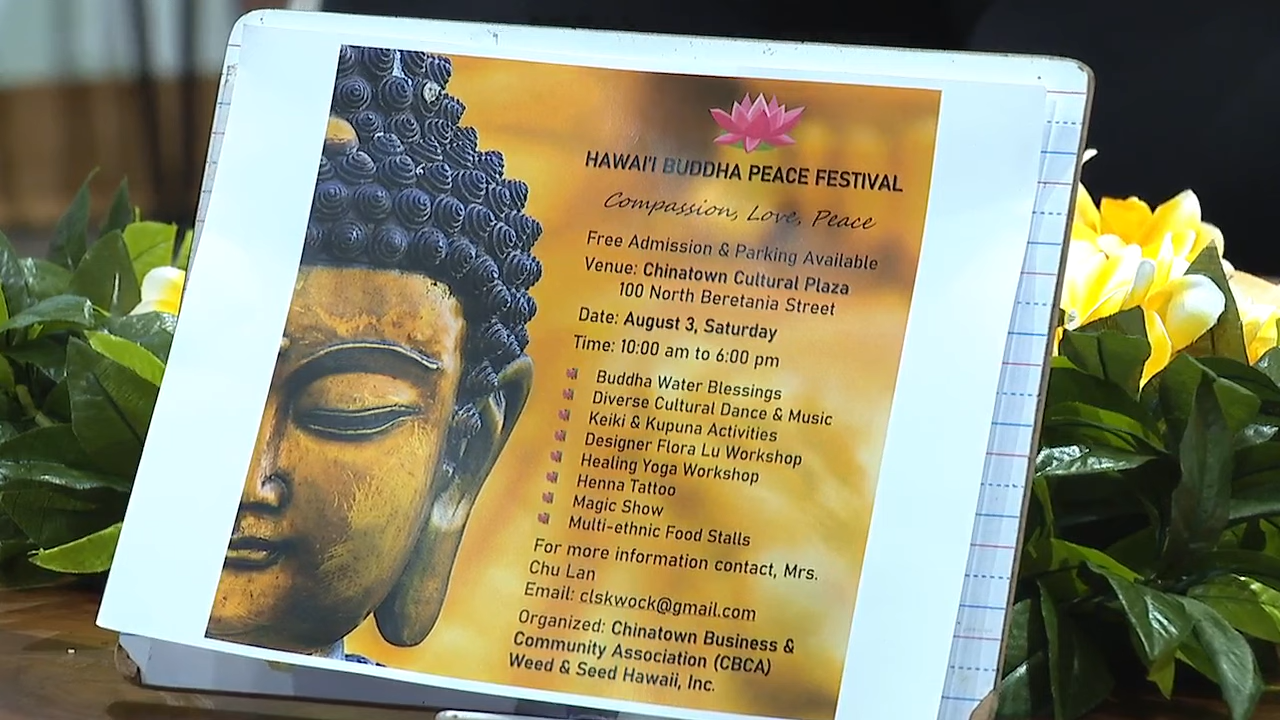 HAWAI'I BUDDHA PEACE FESTIVAL
Compassion, Love, Peace
Free Admission & Parking Available
Venue: Chinatown Cultural Plaza
100 North Beretania Street
Date: August 3, Saturday
Time: 10:00 am to 6:00 pm
Buddha Water Blessings
Diverse Cultural Dance & Music
Keiki & Kupuna Activities
Designer Flora Lu Workshop
Healing Yoga Workshop
Henna Tattoo
Magic Show
Multi-ethnic Food Stalls
For more information contact, Mrs.
Chu Lan
Email: clskwock@gmail.com
Organized: Chinatown Business &
Community Association (CBCA)
Weed & Seed Hawaii, Inc.